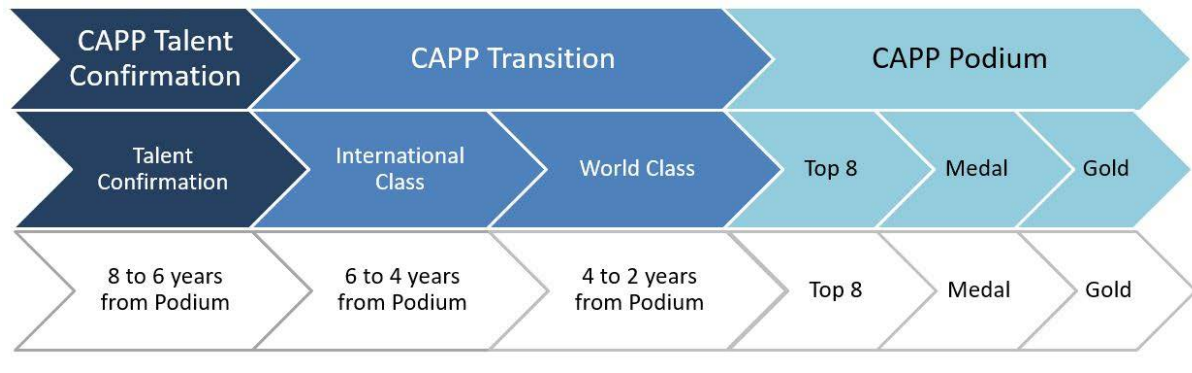 CAPP Talent
Confirmation
CAPP Transition
CAPP Podium
Talent
Confirmation
International
Class
World Class
Top 8
Medal
Gold
8 to 6 years
from Podium
6 to 4 years
from Podium
4 to 2 years
from Podium
Top 8
Medal
Gold